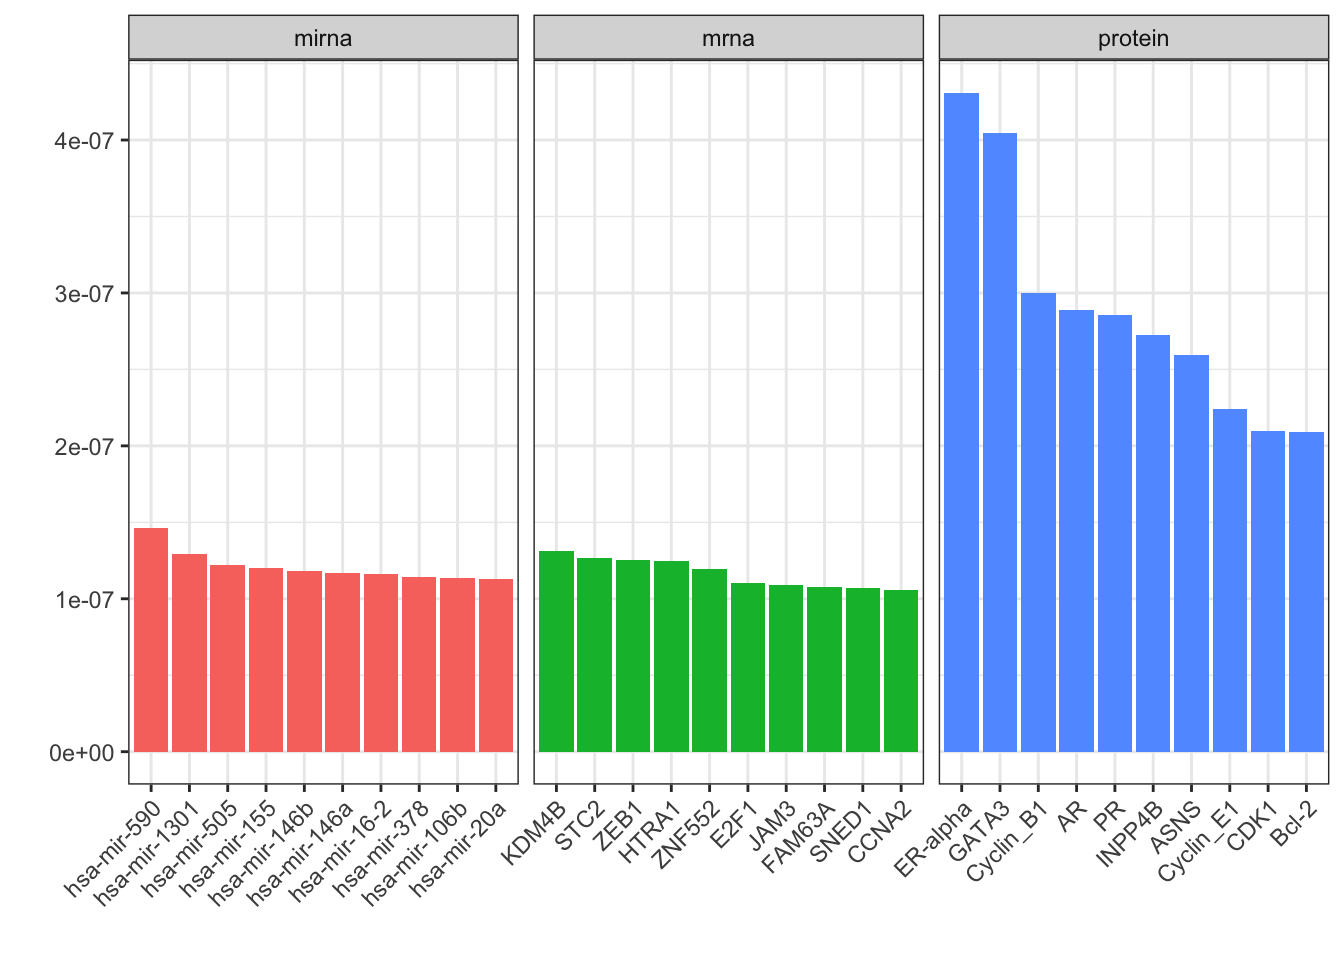 mirna
mrna
protein
4e-07
3e-07
2e-07
1e-07
0e+00
hsa-mir-590
hsa-mir-1301
hsa-mir-505
hsa-mir-155
hsa-mir-146b
hsa-mir-146a
hsa-mir-16-2
hsa-mir-378
hsa-mir-106b
hsa-mir-20a
KDM4B
STC2
ZEB1
HTRA1
ZNF552
E2F1
JAM3
FAM63A
SNED1
CCNA2
ER-alpha
GATA3
Cyclin_B1
AR
PR
INPP4B
ASNS
Cyclin_E1
CDK1
Bcl-2